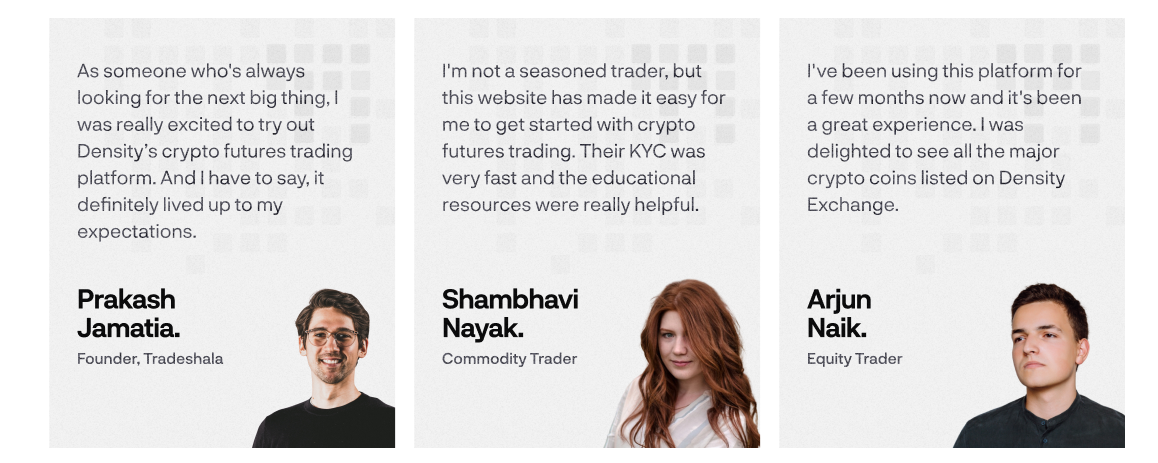 As someone who's always
looking for the next big thing, I
was really excited to try out
Density’s crypto futures trading
platform. And I have to say, it
definitely lived up to my
expectations.
Prakash
Jamatia.
Founder, Tradeshala
I'm not a seasoned trader, but
this website has made it easy for
me to get started with crypto
futures trading. Their KYC was
very fast and the educational
resources were really helpful.
Shambhavi
Nayak.
Commodity Trader
I've been using this platform for
a few months now and it's been
a great experience. I was
delighted to see all the major
crypto coins listed on Density
Exchange.
Arjun
Naik.
Equity Trader